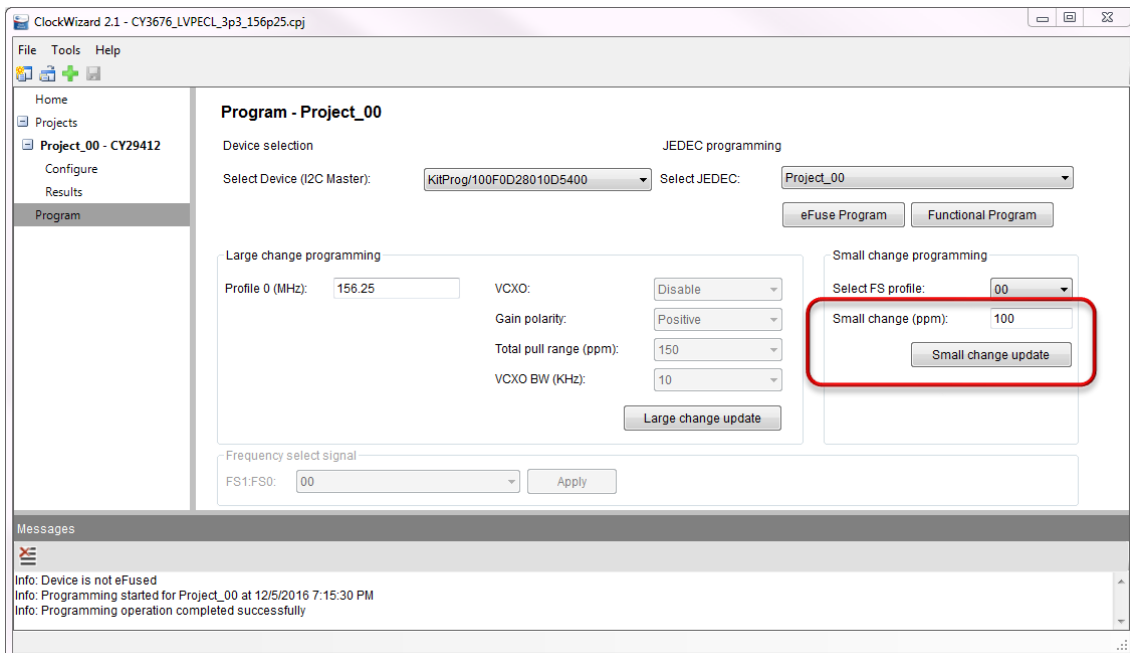 ClockWizard 2.1 - CY3676_LVPECL_3p3_156p25.cpj
File Tools Help
Home
Projects
Project_00 - CY29412
Configure
Results
Program
Program - Project_00
Device selection
JEDEC programming
Select Device (I2C Master): KitProg/100F0D28010D5400
Select JEDEC: Project_00
eFuse Program Functional Program
Large change programming
Profile 0 (MHz): 156.25
VCXO: Disable
Gain polarity: Positive
Total pull range (ppm): 150
VCXO BW (KHz): 10
Large change update
Small change programming
Select FS profile: 00
Small change (ppm): 100
Small change update
Frequency select signal
FS1:FS0: 00 Apply
Messages
Info: Device is not eFused
Info: Programming started for Project_00 at 12/5/2016 7:15:30 PM
Info: Programming operation completed successfully